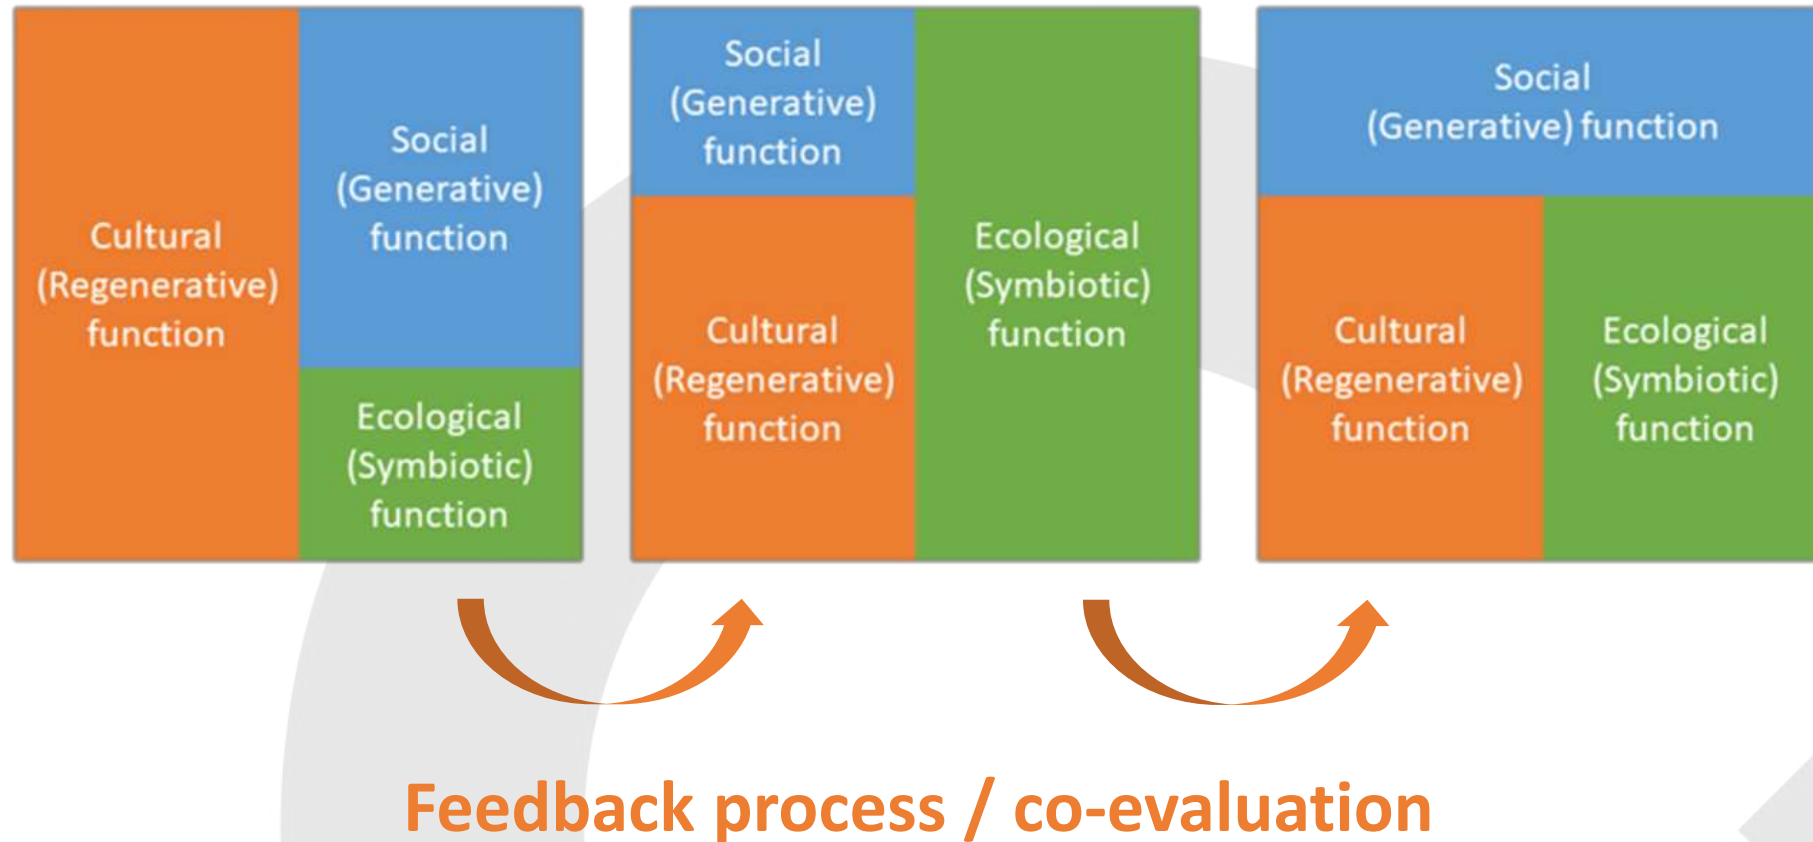 Cultural
(Regenerative)
function
Social
(Generative)
function
Ecological
(Symbiotic)
function
Social
(Generative)
function
Cultural
(Regenerative)
function
Ecological
(Symbiotic)
function
Social
(Generative) function
Cultural
(Regenerative)
function
Ecological
(Symbiotic)
function
Feedback process / co-evaluation